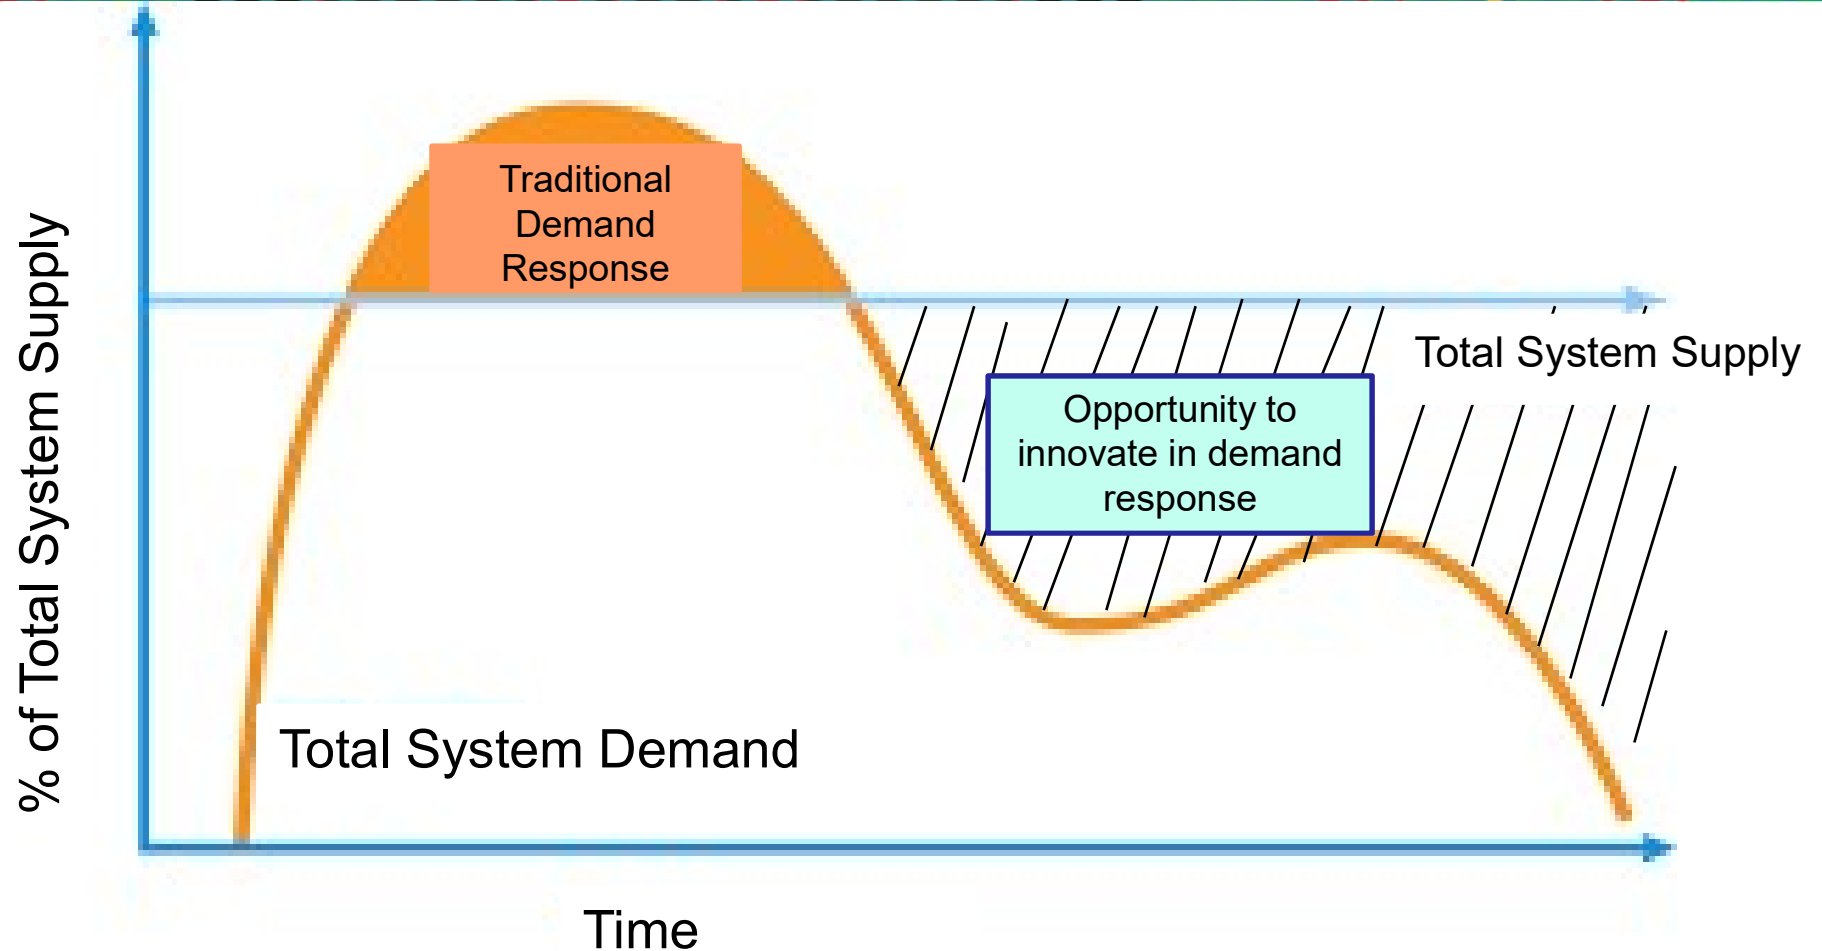 % of Total System Supply
Traditional
Demand
Response
Total System Supply
Opportunity to
innovate in demand
response
Total System Demand
Time